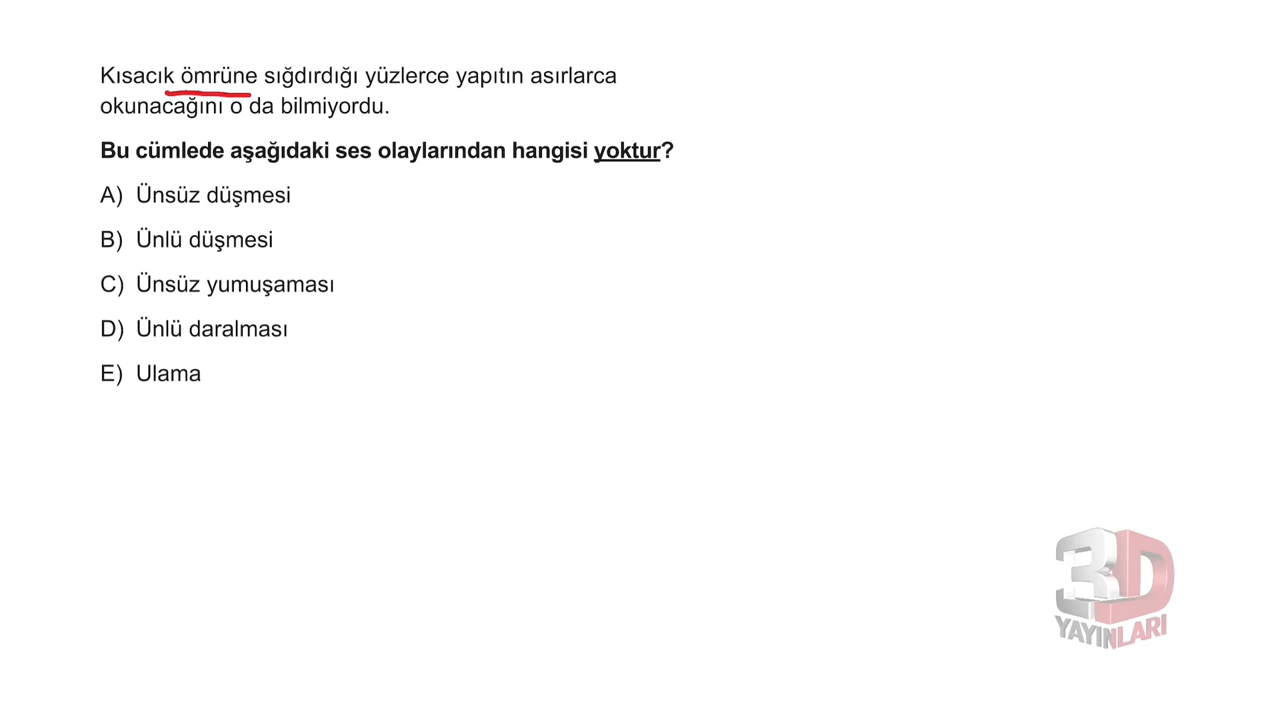 Kısacık ömrüne sığdırdığı yüzlerce yapıtın asırlarca
okunacağını o da bilmiyordu.
Bu cümlede aşağıdaki ses olaylarından hangisi yoktur?
A) Ünsüz düşmesi
B) Ünlü düşmesi
C) Ünsüz yumuşaması
D) Ünlü daralması
E) Ulama
3D
YAYINLARI